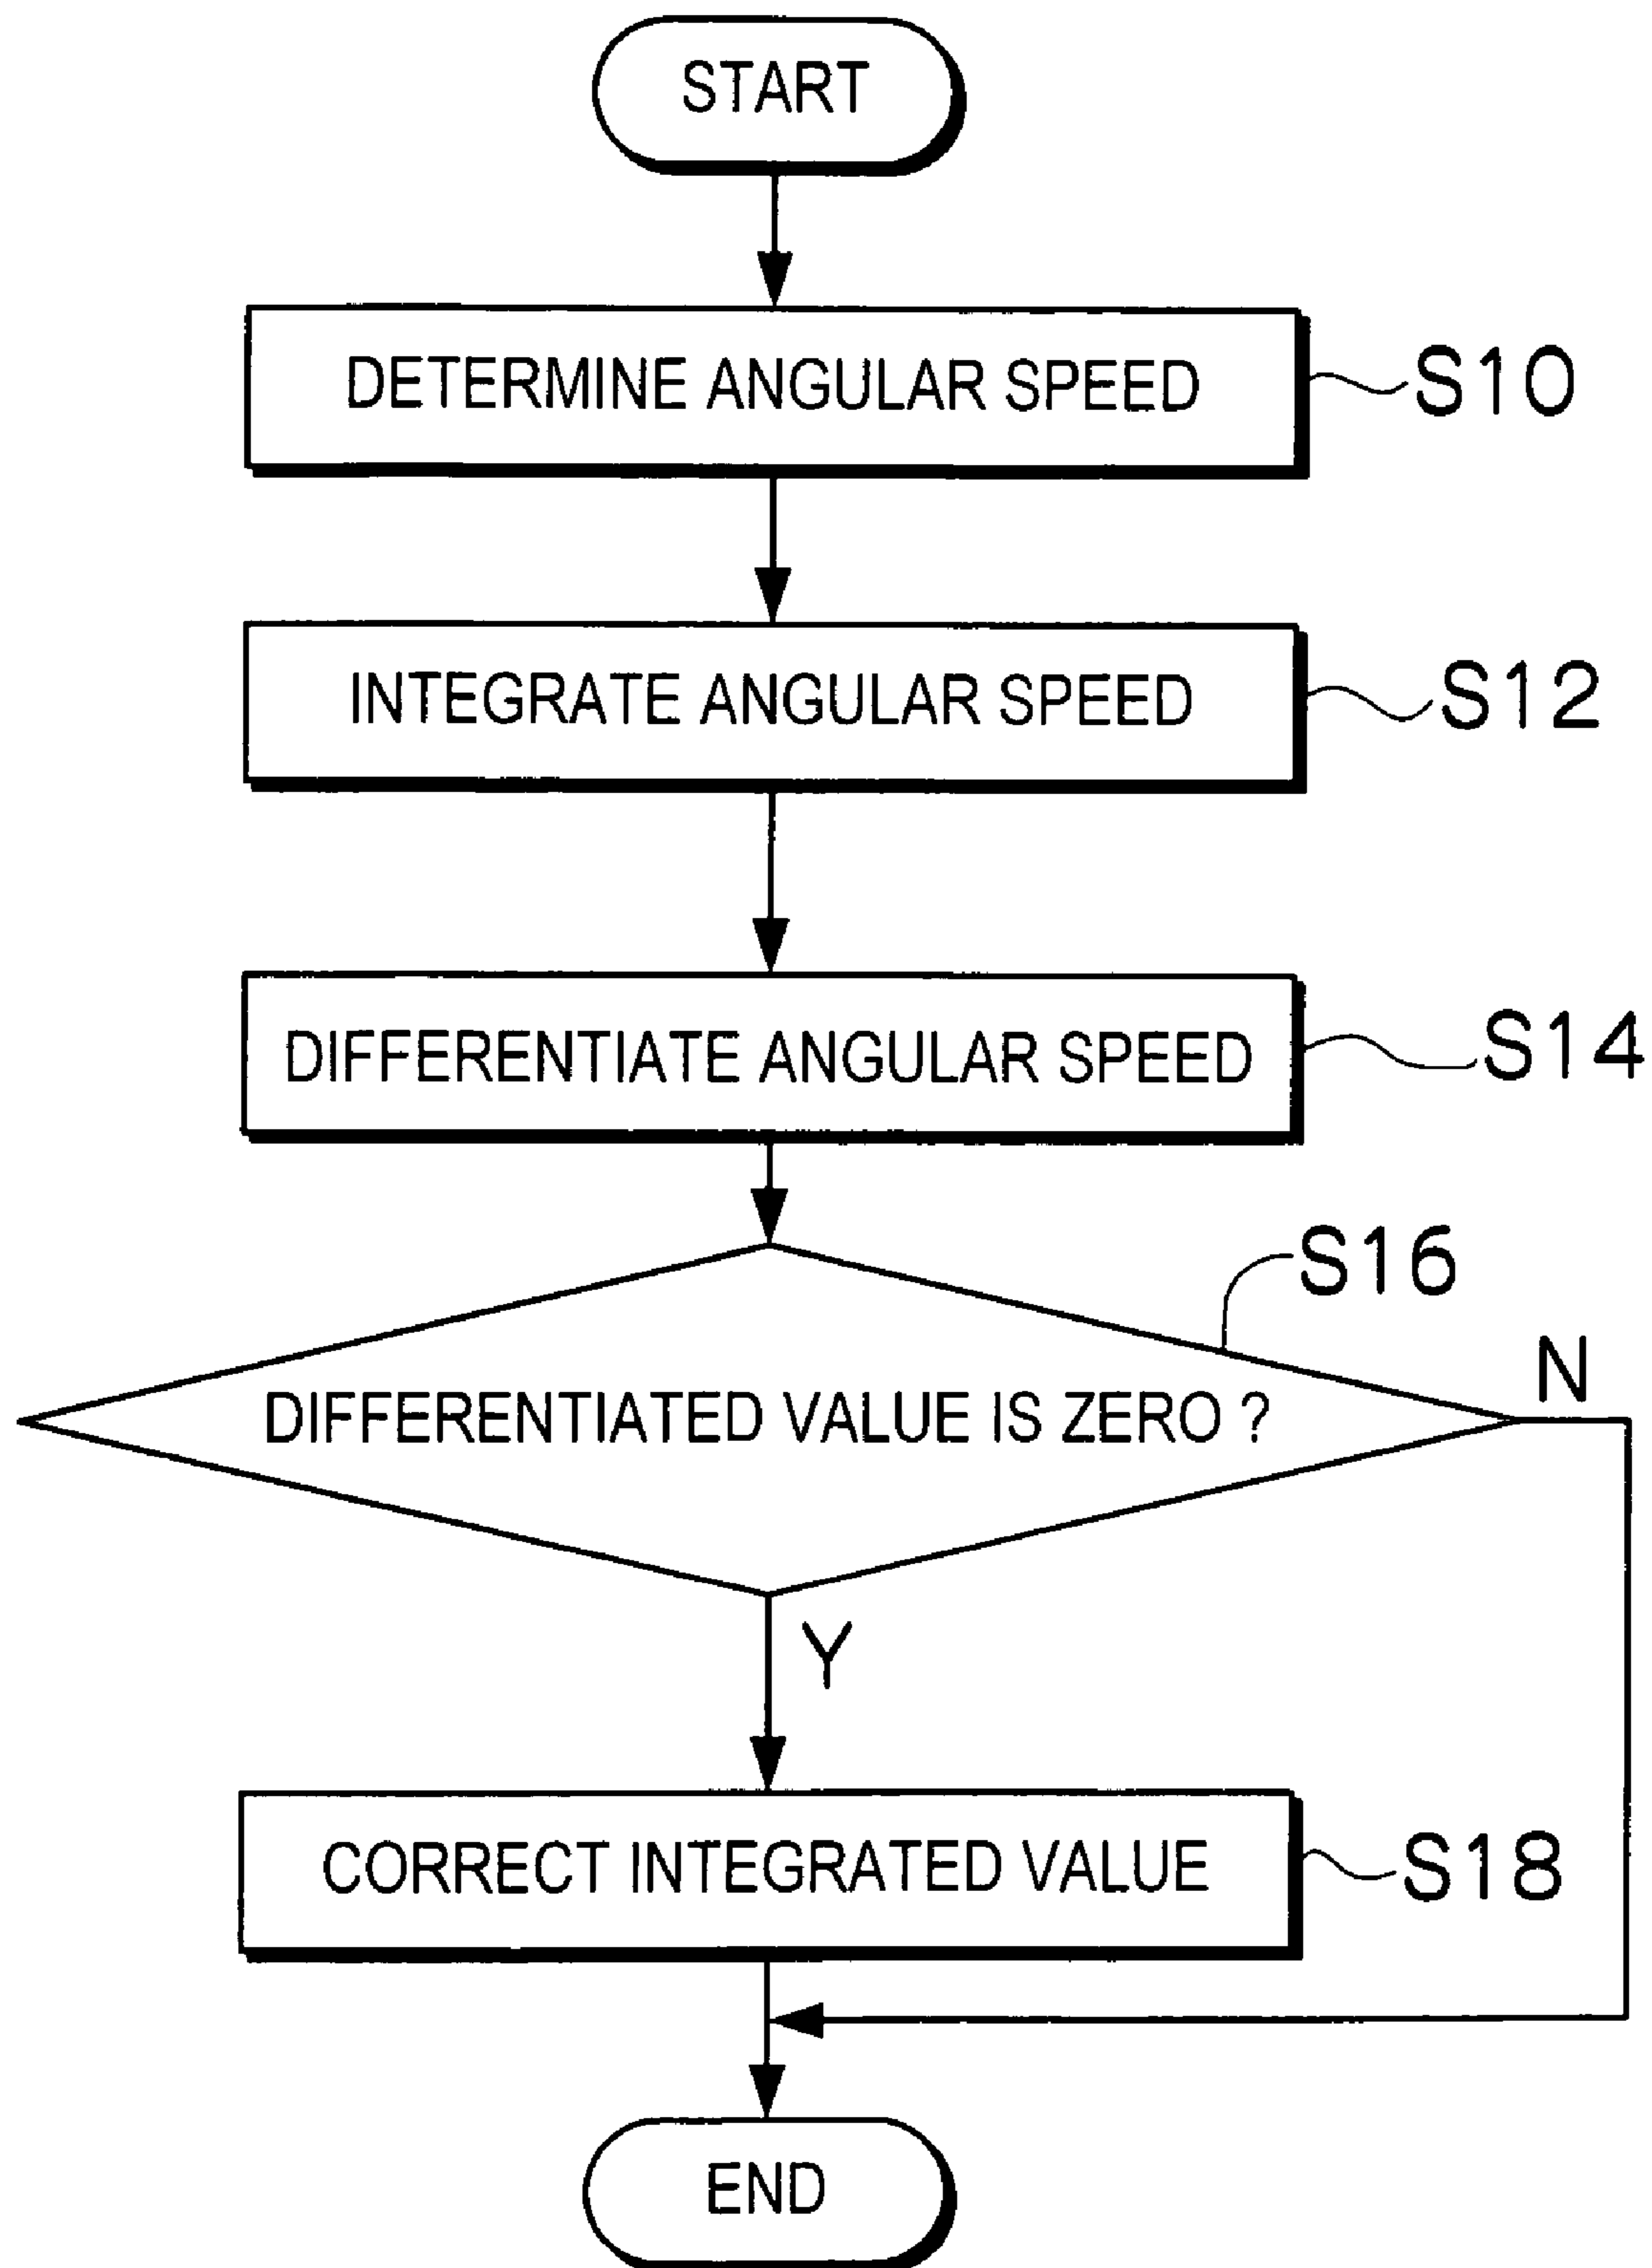 START
DETERMINE ANGULAR SPEED
S10
INTEGRATE ANGULAR SPEED
S12
DIFFERENTIATE ANGULAR SPEED
S14
S16
DIFFERENTIATED VALUE IS ZERO ?
N
Y
CORRECT INTEGRATED VALUE
S18
END